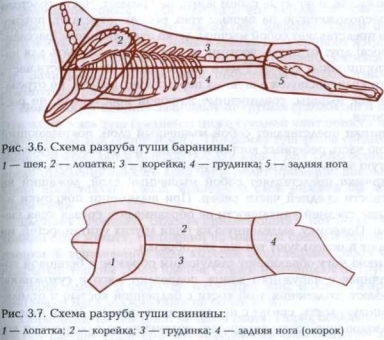 1
2
3
4
5
Рис. 3.6. Схема разруба туши баранины:
1 — шея; 2 — лопатка; 3 — корейка; 4 — грудинка; 5 — задняя нога
1
2
3
4
Рис. 3.7. Схема разруба туши свинины:
1 — лопатка; 2 — корейка; 3 — грудинка; 4 — задняя нога (окорок)